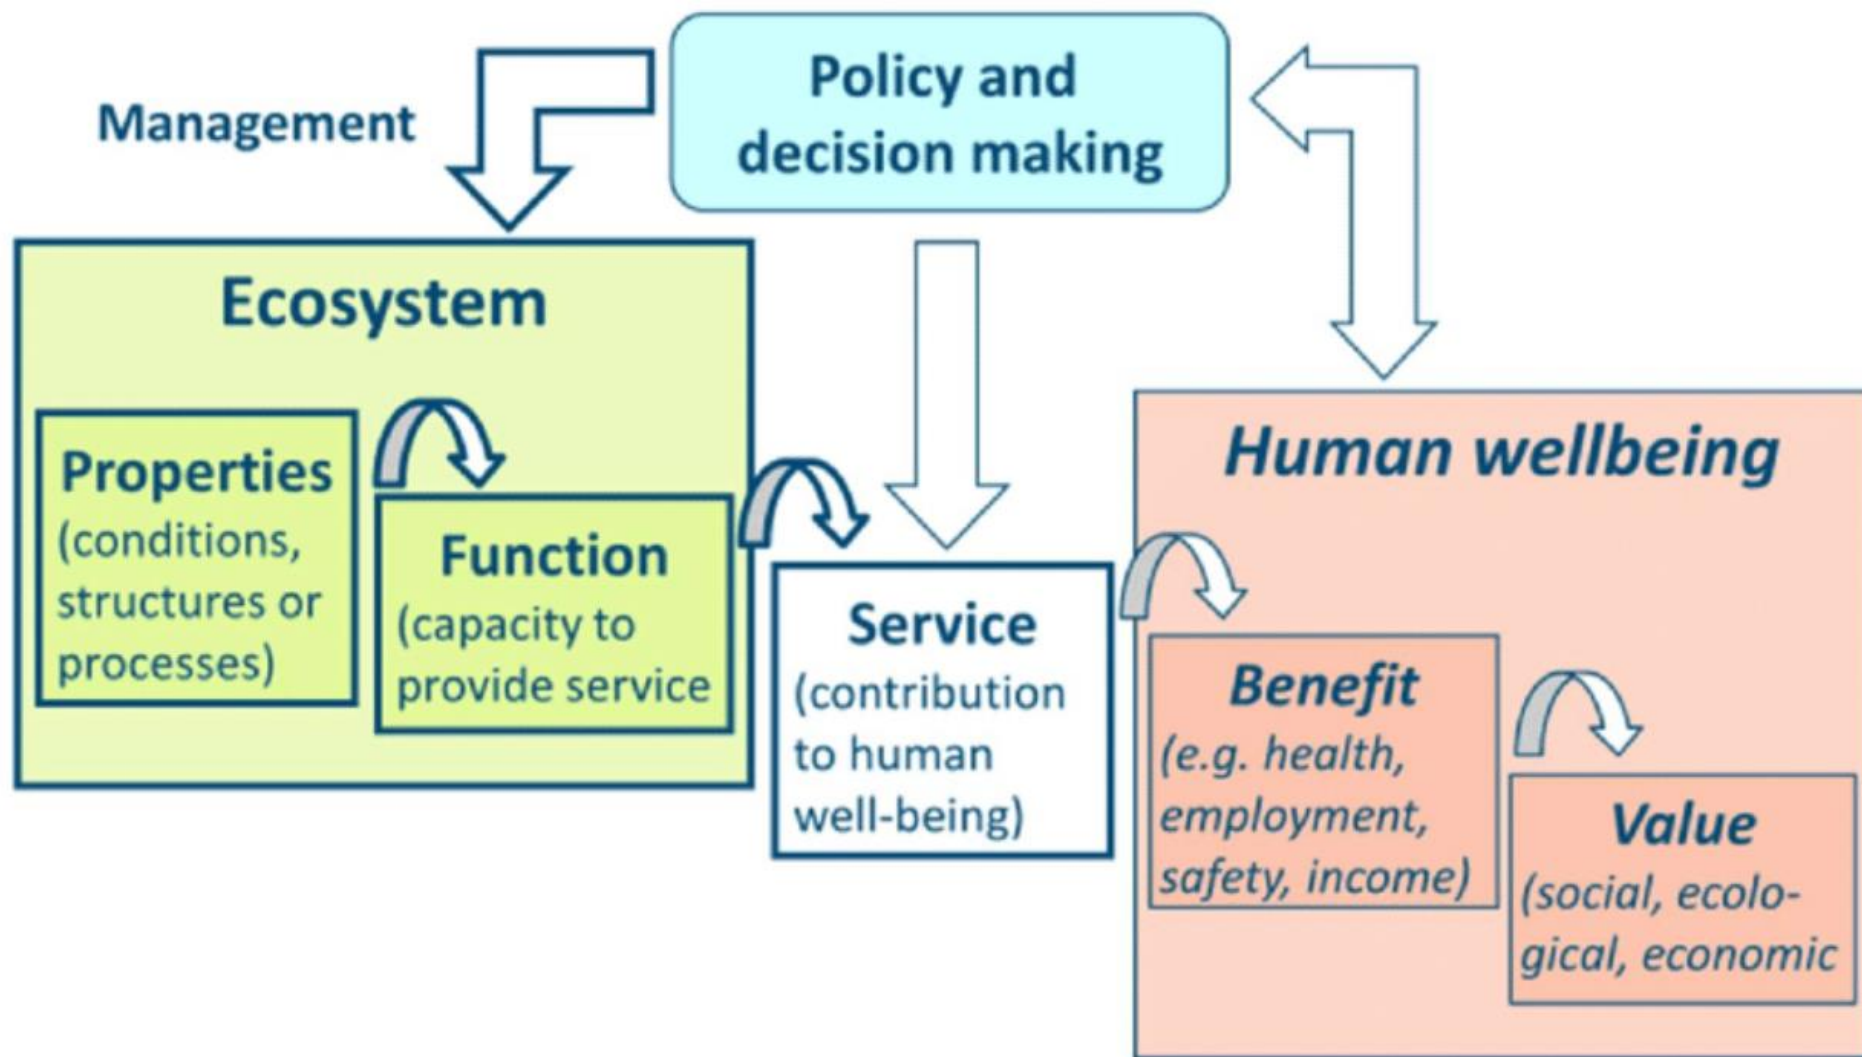 Policy and
decision making
Management
Ecosystem
Properties
(conditions,
structures or
processes)
Function
(capacity to
provide service
Service
(contribution
to human
well-being)
Human wellbeing
Benefit
(e.g. health,
employment,
safety, income)
Value
(social, ecolo-
gical, economic